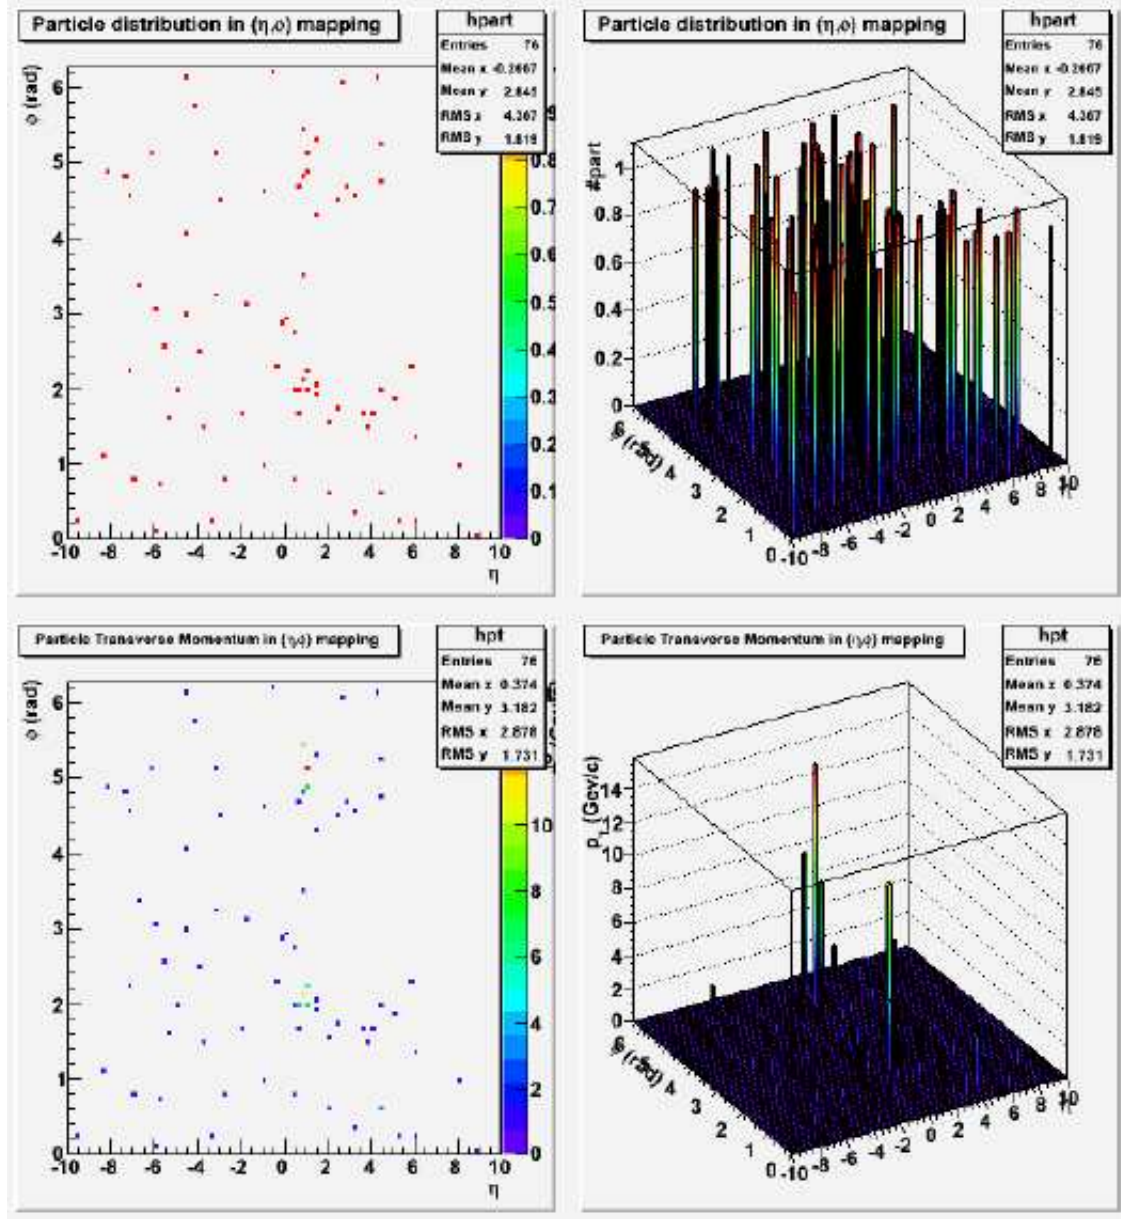 Particle distribution in (η,φ) mapping
hpart
Entries 76
Mean x -0.2667
Mean y 2.845
RMS x 4.367
RMS y 1.819
φ (rad)
6
5
4
3
2
1
0
-10 -8 -6 -4 -2 0 2 4 6 8 10
η
0.8
0.7
0.6
0.5
0.4
0.3
0.2
0.1
0
Particle distribution in (η,φ) mapping
hpart
Entries 76
Mean x -0.2667
Mean y 2.845
RMS x 4.367
RMS y 1.819
#part
1
0.8
0.6
0.4
0.2
0
6 4 3 2 1 0
φ (rad)
-10 -8 -6 -4 -2 0 2 4 6 8 10
Particle Transverse Momentum in (η,φ) mapping
hpt
Entries 76
Mean x 0.374
Mean y 3.182
RMS x 2.878
RMS y 1.731
φ (rad)
6
5
4
3
2
1
0
-10 -8 -6 -4 -2 0 2 4 6 8 10
η
10
8
6
4
2
0
Particle Transverse Momentum in (η,φ) mapping
hpt
Entries 76
Mean x 0.374
Mean y 3.182
RMS x 2.878
RMS y 1.731
(Gev/c)
14
12
10
8
6
4
2
0
6 4 3 2 1 0
φ (rad)
-10 -8 -6 -4 -2 0 2 4 6 8 10